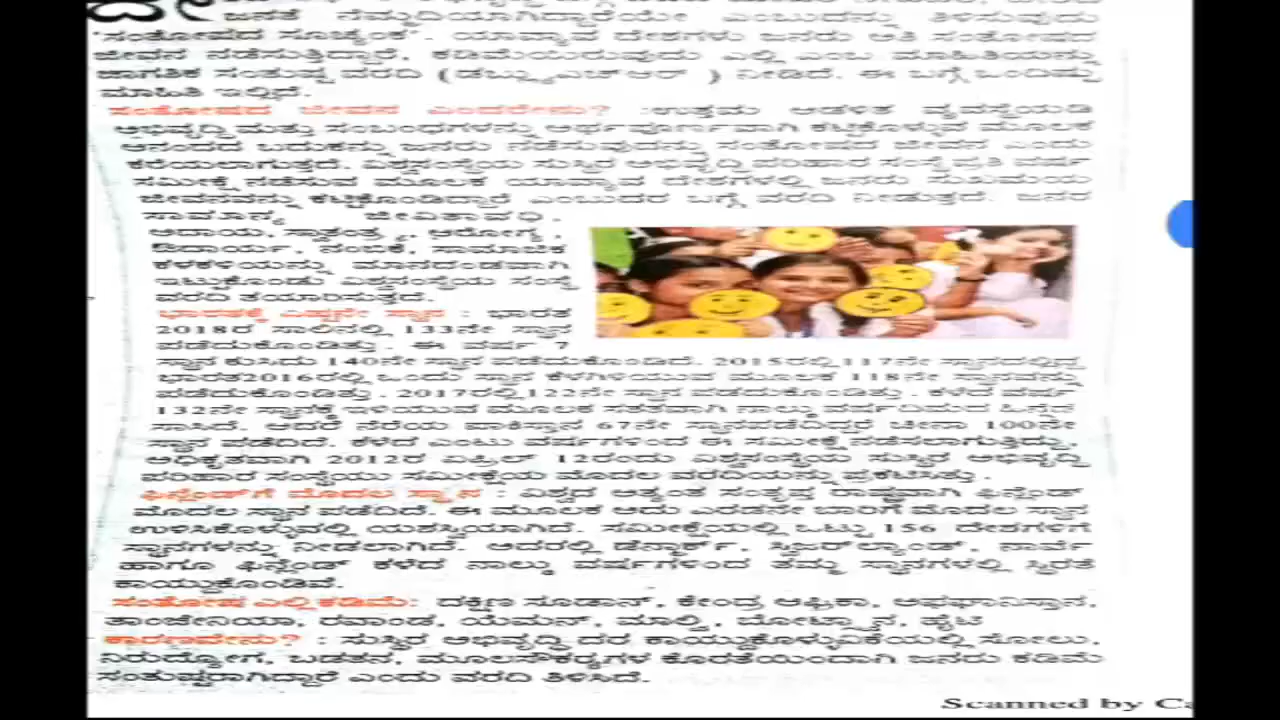 ಜನತೆ ನೆಮ್ಮದಿಯಾಗಿದ್ದಾರೆಯೇ ಎಂಬುದನ್ನು ತಿಳಿಸುವುದು
'ಸಂತೋಷದ ಸೂಚ್ಯಂಕ'. ಯಾವ್ಯಾವ ದೇಶಗಳು ಜನರು ಅತಿ ಸಂತೋಷದ
ಜೀವನ ನಡೆಸುತ್ತಿದ್ದಾರೆ, ಕಡಿಮೆಯಿರುವುದು ಎಲ್ಲಿ ಎಂಬ ಮಾಹಿತಿಯನ್ನು
ಜಾಗತಿಕ ಸಂತುಷ್ಟ ವರದಿ (ಡಬ್ಲ್ಯುಎಚ್ಆರ್ ) ನೀಡಿದೆ. ಈ ಬಗ್ಗೆ ಒಂದಿಷ್ಟು
ಮಾಹಿತಿ ಇಲ್ಲಿದೆ.
ಸಂತೋಷದ ಜೀವನ ಎಂದರೇನು? :ಉತ್ತಮ ಆಡಳಿತ ವ್ಯವಸ್ಥೆಯಡಿ
ಅಭಿವೃದ್ಧಿ ಮತ್ತು ಸಂಬಂಧಗಳನ್ನು ಅರ್ಥಪೂರ್ಣವಾಗಿ ಕಟ್ಟಿಕೊಳ್ಳುವ ಮೂಲಕ
ಆನಂದದ ಬದುಕನ್ನು ಜನರು ನಡೆಸುವುದನ್ನು ಸಂತೋಷದ ಜೀವನ ಎಂದು
ಕರೆಯಲಾಗುತ್ತದೆ. ವಿಶ್ವಸಂಸ್ಥೆಯ ಸುಸ್ಥಿರ ಅಭಿವೃದ್ಧಿ ಪರಿಹಾರ ಸಂಸ್ಥೆ ಪ್ರತಿ ವರ್ಷ
ಸಮೀಕ್ಷೆ ನಡೆಸುವ ಮೂಲಕ ಯಾವ್ಯಾವ ದೇಶಗಳಲ್ಲಿ ಜನರು ಸುಖಮಯ
ಜೀವನವನ್ನು ಕಟ್ಟಿಕೊಂಡಿದ್ದಾರೆ ಎಂಬುದರ ಬಗ್ಗೆ ವರದಿ ನೀಡುತ್ತದೆ. ಜನರ
ಸಾಮಾನ್ಯ ಜೀವಿತಾವಧಿ,
ಆದಾಯ, ಸ್ವಾತಂತ್ರ್ಯ, ಆರೋಗ್ಯ,
ಔದಾರ್ಯ, ನಂಬಿಕೆ, ಸಾಮಾಜಿಕ
ಕಳಕಳಿಯನ್ನು ಮಾನದಂಡವಾಗಿ
ಇಟ್ಟುಕೊಂಡು ವಿಶ್ವಸಂಸ್ಥೆಯ ಸಂಸ್ಥೆ
ವರದಿ ತಯಾರಿಸುತ್ತದೆ.
ಭಾರತಕ್ಕೆ ಎಷ್ಟನೇ ಸ್ಥಾನ : ಭಾರತ
2018ರ ಸಾಲಿನಲ್ಲಿ 133ನೇ ಸ್ಥಾನ
ಪಡೆದುಕೊಂಡಿತ್ತು. ಈ ವರ್ಷ 7
ಸ್ಥಾನ ಕುಸಿದು 140ನೇ ಸ್ಥಾನ ಪಡೆದುಕೊಂಡಿದೆ. 2015ರಲ್ಲಿ 117ನೇ ಸ್ಥಾನದಲ್ಲಿದ್ದ
ಭಾರತ2016ರಲ್ಲಿ ಒಂದು ಸ್ಥಾನ ಕೆಳಗಿಳಿಯುವ ಮೂಲಕ 118ನೇ ಸ್ಥಾನವನ್ನು
ಪಡೆದುಕೊಂಡಿತ್ತು. 2017ರಲ್ಲಿ 122ನೇ ಸ್ಥಾನ ಪಡೆದುಕೊಂಡಿತ್ತು. ಕಳೆದ ವರ್ಷ
132ನೇ ಸ್ಥಾನಕ್ಕೆ ಇಳಿಯುವ ಮೂಲಕ ಸತತವಾಗಿ ನಾಲ್ಕು ವರ್ಷದಿಂದ ಹಿನ್ನಡೆ
ಸಾಧಿಸಿದೆ. ಆದರೆ ನೆರೆಯ ಪಾಕಿಸ್ತಾನ 67ನೇ ಸ್ಥಾನಪಡೆದಿದ್ದರೆ ಚೀನಾ 100ನೇ
ಸ್ಥಾನ ಪಡೆದಿದೆ. ಕಳೆದ ಎಂಟು ವರ್ಷಗಳಿಂದ ಈ ಸಮೀಕ್ಷೆ ನಡೆಸಲಾಗುತ್ತಿದ್ದು,
ಅಧಿಕೃತವಾಗಿ 2012ರ ಎಪ್ರಿಲ್ 12ರಂದು ವಿಶ್ವಸಂಸ್ಥೆಯ ಸುಸ್ಥಿರ ಅಭಿವೃದ್ಧಿ
ಪರಿಹಾರ ಸಂಸ್ಥೆಯು ಸಮೀಕ್ಷೆಯ ಮೊದಲ ವರದಿಯನ್ನು ಪ್ರಕಟಿಸಿತ್ತು.
ಫಿನ್ಲೆಂಡ್‌ಗೆ ಮೊದಲ ಸ್ಥಾನ : ವಿಶ್ವದ ಅತ್ಯಂತ ಸಂತೃಪ್ತ ರಾಷ್ಟ್ರವಾಗಿ ಫಿನ್ಲೆಂಡ್
ಮೊದಲ ಸ್ಥಾನ ಪಡೆದಿದೆ. ಈ ಮೂಲಕ ಅದು ಎರಡನೇ ಬಾರಿಗೆ ಮೊದಲ ಸ್ಥಾನ
ಉಳಿಸಿಕೊಳ್ಳುವಲ್ಲಿ ಯಶಸ್ವಿಯಾಗಿದೆ. ಸಮೀಕ್ಷೆಯಲ್ಲಿ ಒಟ್ಟು 156 ದೇಶಗಳಿಗೆ
ಸ್ಥಾನಗಳನ್ನು ನೀಡಲಾಗಿದೆ. ಅದರಲ್ಲಿ ಡೆನ್ಮಾರ್ಕ್, ಸ್ವಿಜರ್‌ಲ್ಯಾಂಡ್, ನಾರ್ವೆ
ಹಾಗೂ ಫಿನ್ಲೆಂಡ್ ಕಳೆದ ನಾಲ್ಕು ವರ್ಷಗಳಿಂದ ತಮ್ಮ ಸ್ಥಾನಗಳಲ್ಲಿ ಸ್ಥಿರತೆ
ಕಾಯ್ದುಕೊಂಡಿವೆ.
ಸಂತೋಷ ಎಲ್ಲಿ ಕಡಿಮೆ: ದಕ್ಷಿಣ ಸೂಡಾನ್, ಕೇಂದ್ರ ಆಫ್ರಿಕಾ, ಅಫಘಾನಿಸ್ತಾನ,
ತಾಂಜೇನಿಯಾ, ರವಾಂಡ, ಯೆಮನ್, ಮಾಲ್ವಿ, ಬೋಟ್ಸ್ವಾನ, ಹೈಟಿ
ಕಾರಣವೇನು? : ಸುಸ್ಥಿರ ಅಭಿವೃದ್ಧಿ ದರ ಕಾಯ್ದುಕೊಳ್ಳುವಿಕೆಯಲ್ಲಿ ಸೋಲು,
ನಿರುದ್ಯೋಗ, ಬಡತನ, ಮೂಲಸೌಕರ್ಯಗಳ ಕೊರತೆಯಿಂದಾಗಿ ಜನರು ಕಡಿಮೆ
ಸಂತುಷ್ಟರಾಗಿದ್ದಾರೆ ಎಂದು ವರದಿ ತಿಳಿಸಿದೆ.
Scanned by